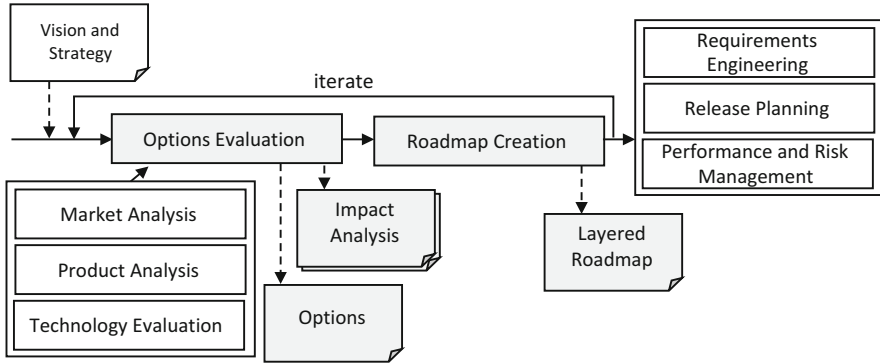 Vision and
Strategy
iterate
Options Evaluation
Roadmap Creation
Requirements
Engineering
Release Planning
Performance and Risk
Management
Market Analysis
Product Analysis
Technology Evaluation
Impact
Analysis
Options
Layered
Roadmap